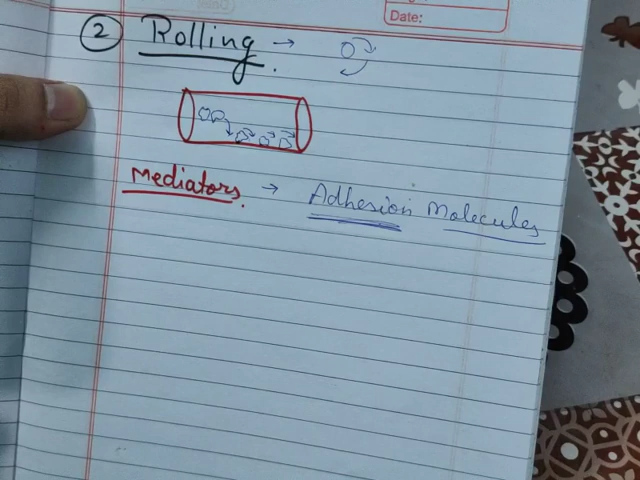 Date:
② Rolling →
Mediators. → Adhesion Molecules